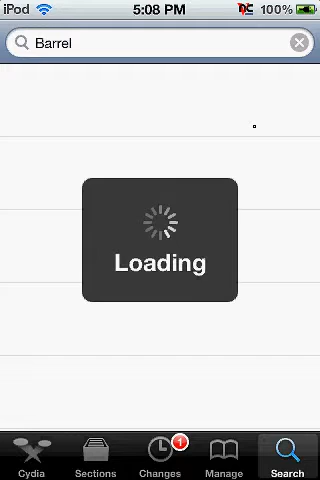 iPod 5:08 PM 100%
Barrel
Loading
1
Cydia Sections Changes Manage Search